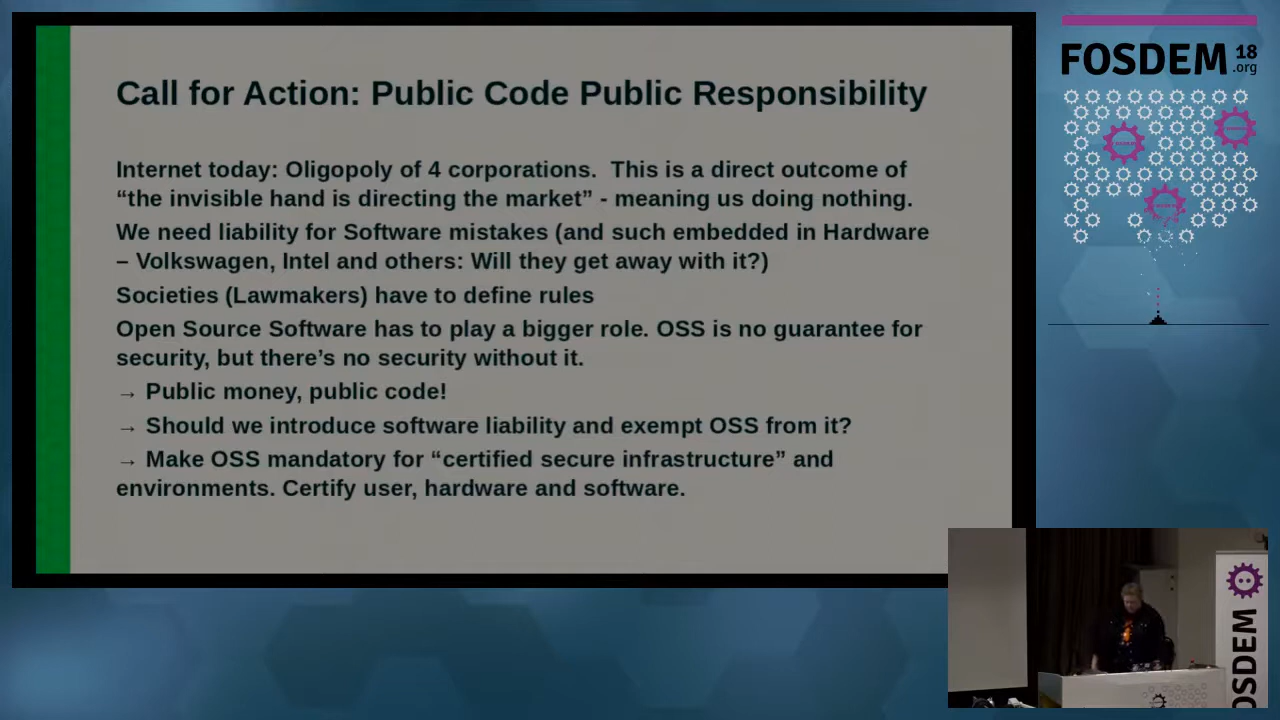 Call for Action: Public Code Public Responsibility
Internet today: Oligopoly of 4 corporations.  This is a direct outcome of
“the invisible hand is directing the market” - meaning us doing nothing.
We need liability for Software mistakes (and such embedded in Hardware
– Volkswagen, Intel and others: Will they get away with it?)
Societies (Lawmakers) have to define rules
Open Source Software has to play a bigger role. OSS is no guarantee for
security, but there’s no security without it.
→ Public money, public code!
→ Should we introduce software liability and exempt OSS from it?
→ Make OSS mandatory for “certified secure infrastructure” and
environments. Certify user, hardware and software.
FOSDEM 18
.org
OSDEM